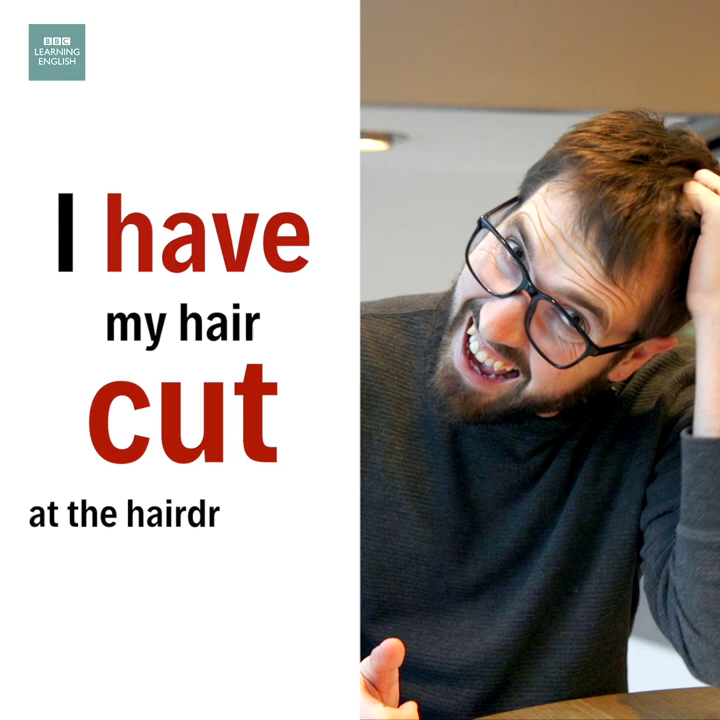 BBC
LEARNING
ENGLISH
I have
my hair
cut
at the hairdr